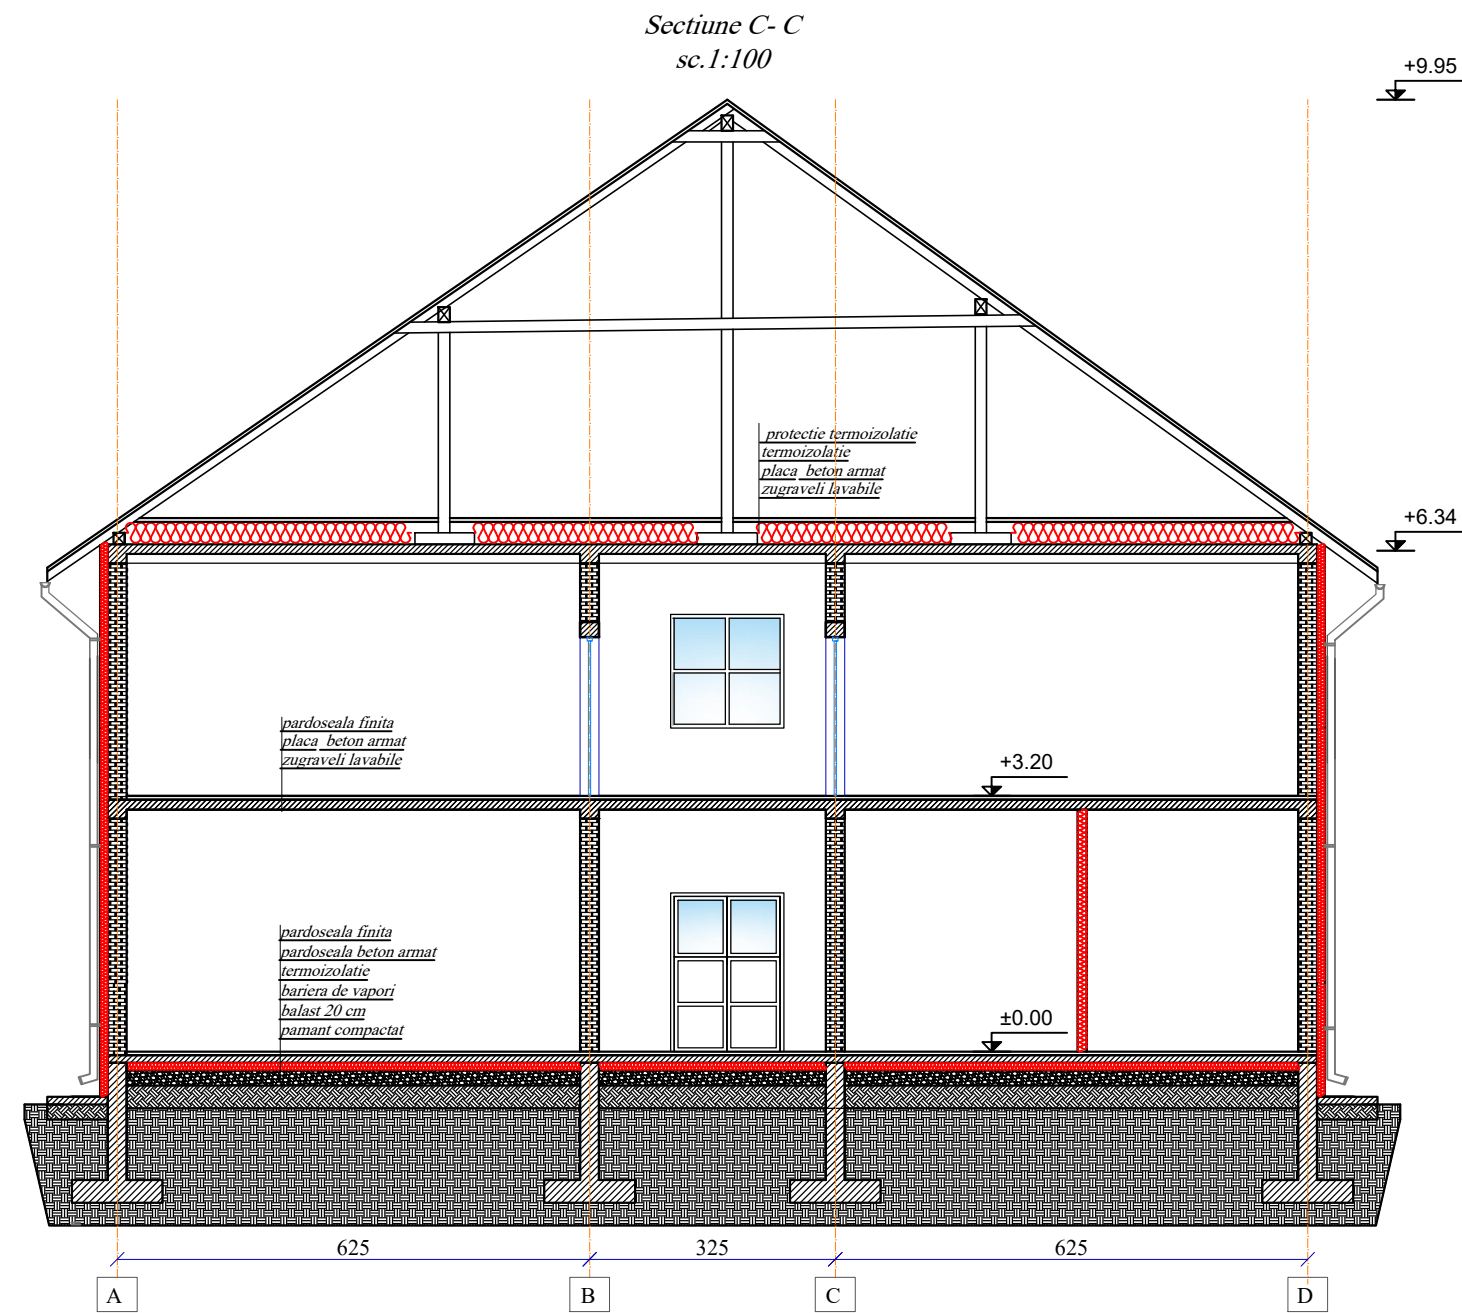 Sectiune C- C
sc.1:100
+9.95
protectie termoizolatie
termoizolatie
placa beton armat
zugraveli lavabile
+6.34
pardoseala finita
placa beton armat
zugraveli lavabile
+3.20
pardoseala finita
pardoseala beton armat
termoizolatie
bariera de vapori
balast 20 cm
pamant compactat
±0.00
625
325
625
A
B
C
D